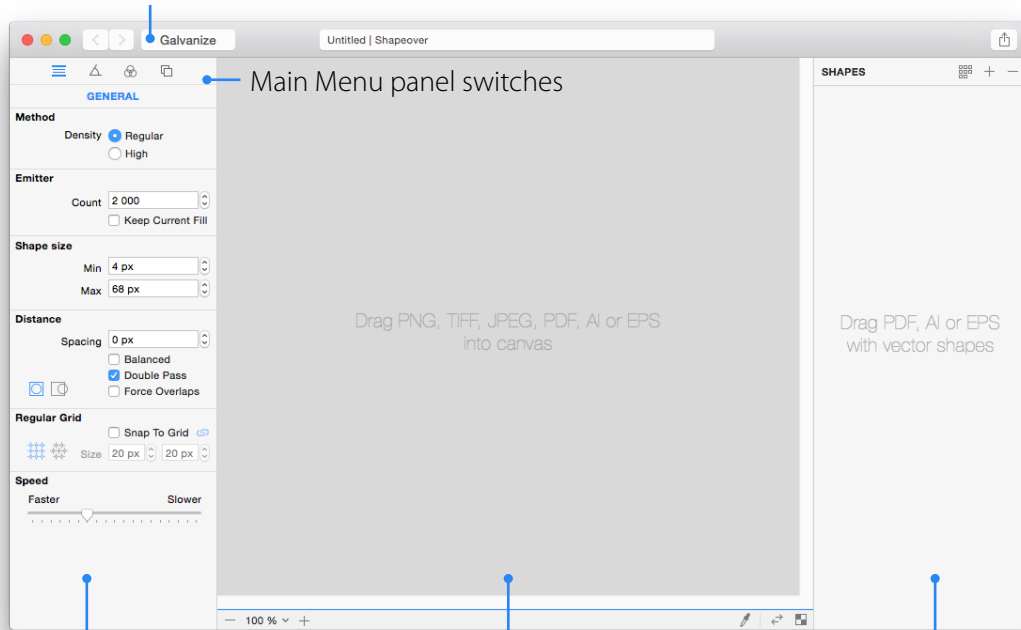 Galvanize
Untitled | Shapeover
Main Menu panel switches
GENERAL
Method
Density Regular
High
Emitter
Count 2 000
Keep Current Fill
Shape size
Min 4 px
Max 68 px
Distance
Spacing 0 px
Balanced
Double Pass
Force Overlaps
Regular Grid
Snap To Grid
Size 20 px 20 px
Speed
Faster Slower
Drag PNG, TIFF, JPEG, PDF, AI or EPS
into canvas
100 %
SHAPES
Drag PDF, AI or EPS
with vector shapes